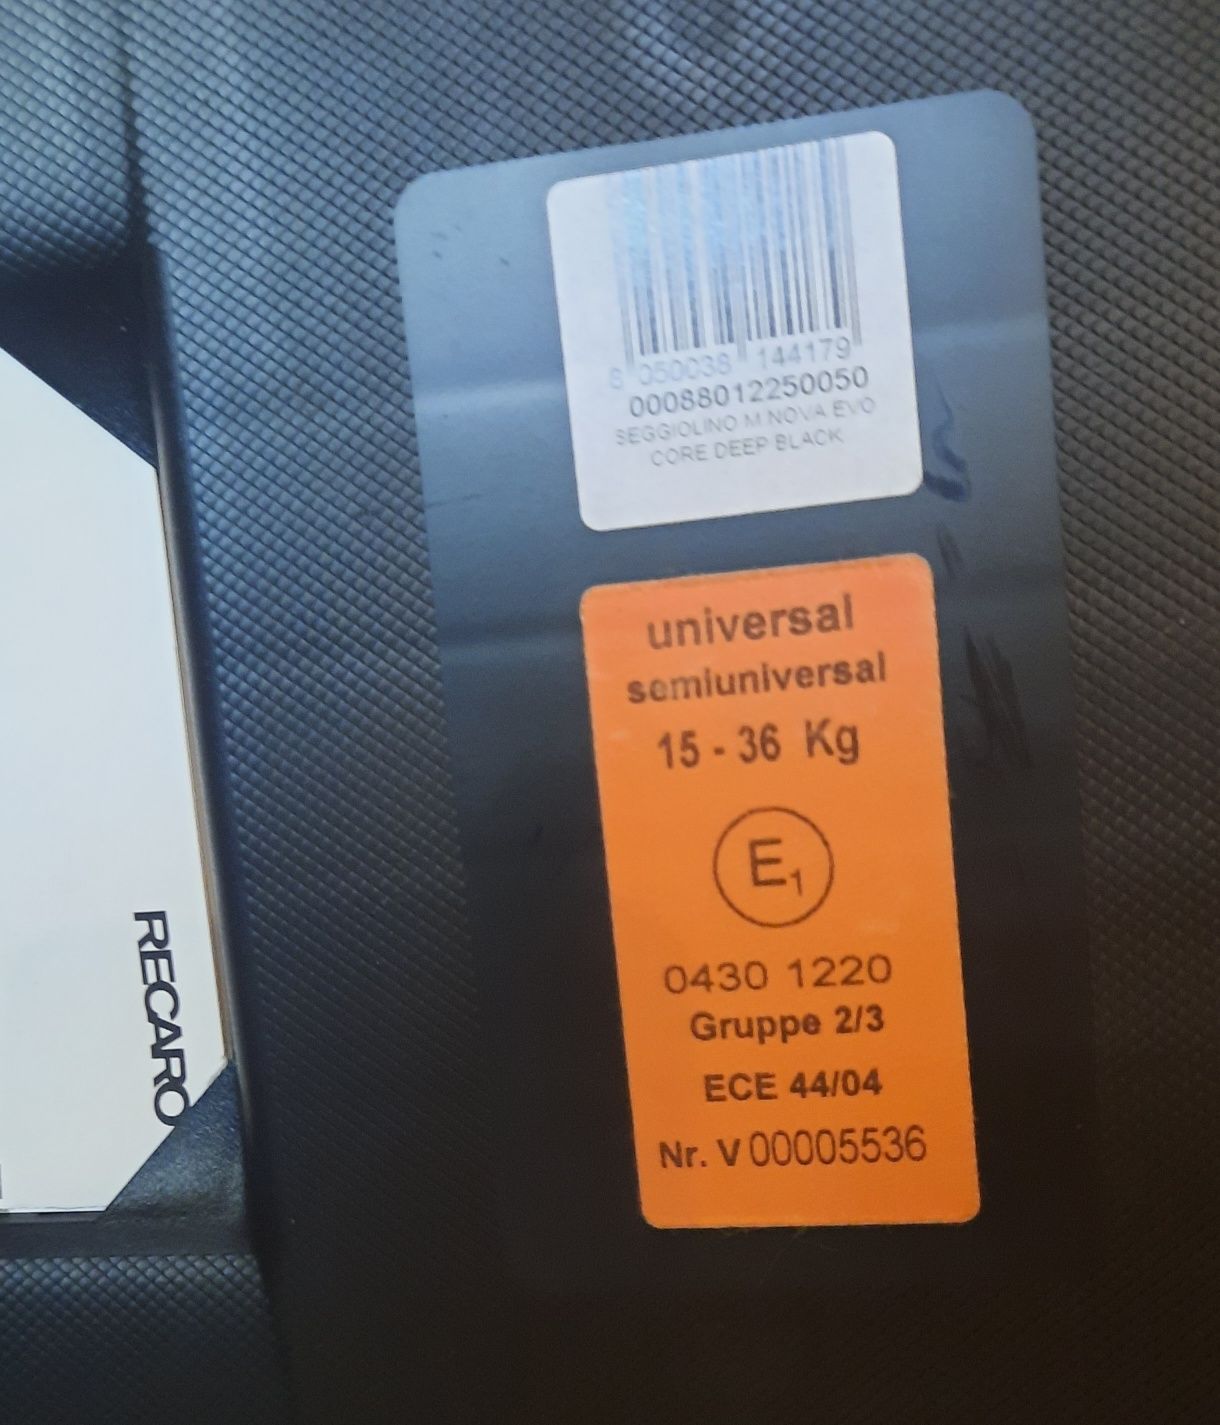 8 050038 144179
00088012250050
SEGGIOLINO M NOVA EVO
CORE DEEP BLACK
universal
semiuniversal
15 - 36 Kg
E1
0430 1220
Gruppe 2/3
ECE 44/04
Nr. V 00005536
RECARO